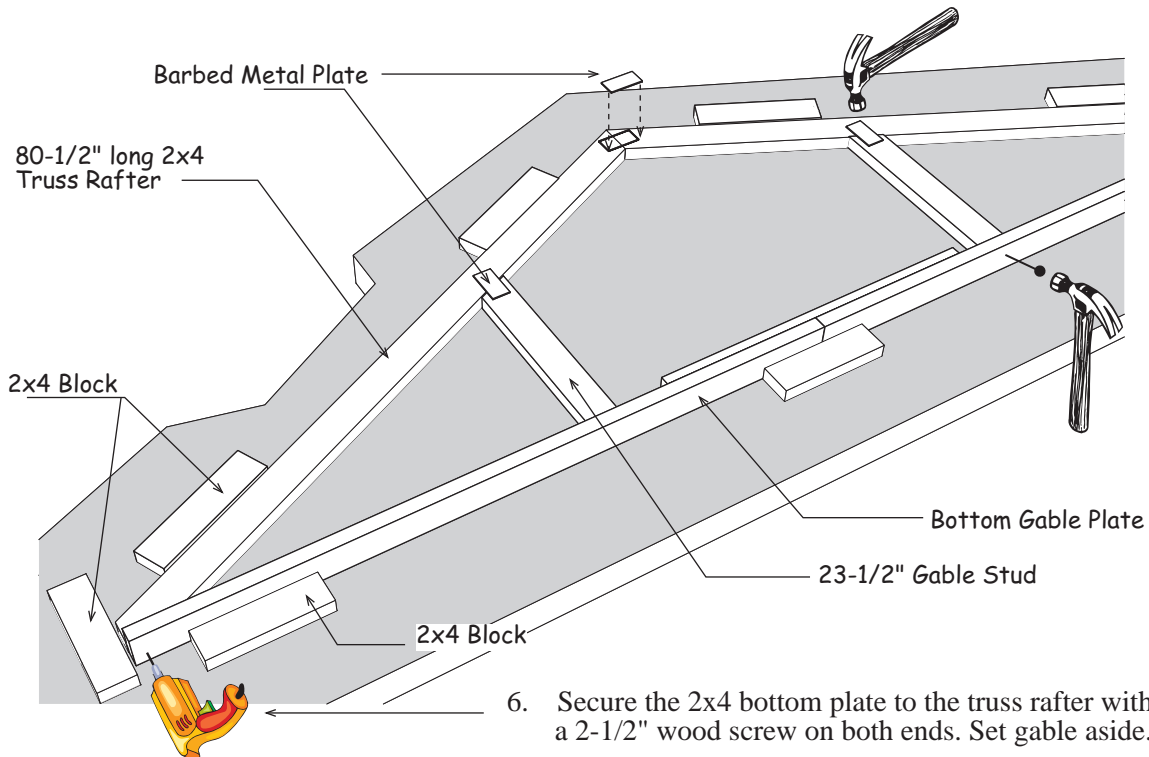 Barbed Metal Plate
80-1/2" long 2x4
Truss Rafter
2x4 Block
Bottom Gable Plate
23-1/2" Gable Stud
2x4 Block
6. Secure the 2x4 bottom plate to the truss rafter with
a 2-1/2" wood screw on both ends. Set gable aside.